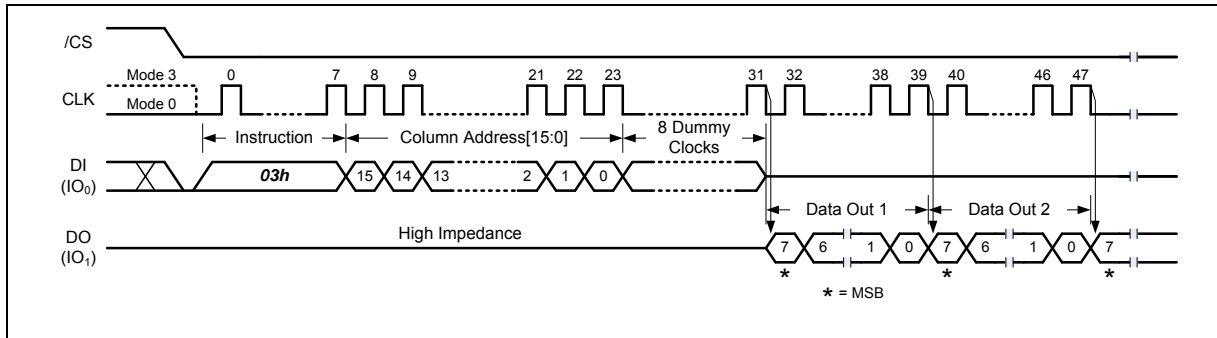 /CS
Mode 3 0 7 8 9 21 22 23 31 32 38 39 40 46 47
CLK Mode 0
Instruction Column Address[15:0] 8 Dummy Clocks
DI (IO₀) 03h 15 14 13 2 1 0
Data Out 1 Data Out 2
DO (IO₁) High Impedance 7 6 1 0 7 6 1 0 7
* * *
* = MSB